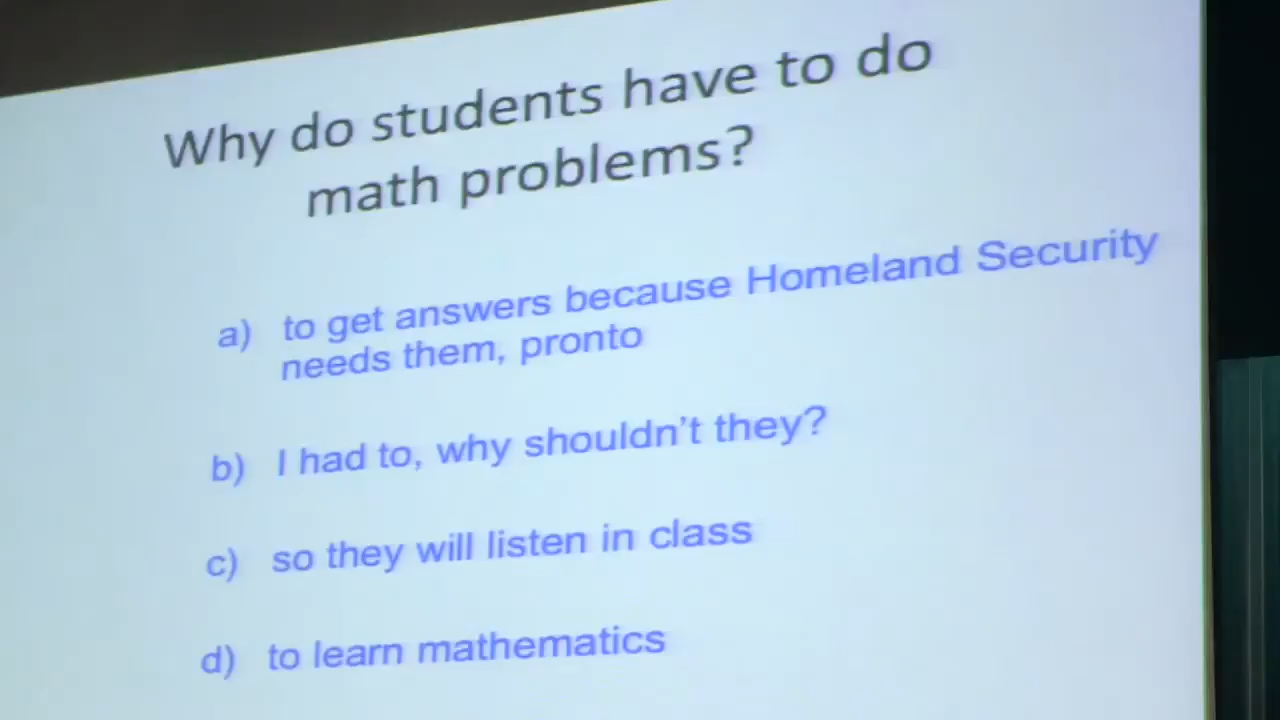 Why do students have to do
math problems?
a) to get answers because Homeland Security
needs them, pronto
b) I had to, why shouldn't they?
c) so they will listen in class
d) to learn mathematics